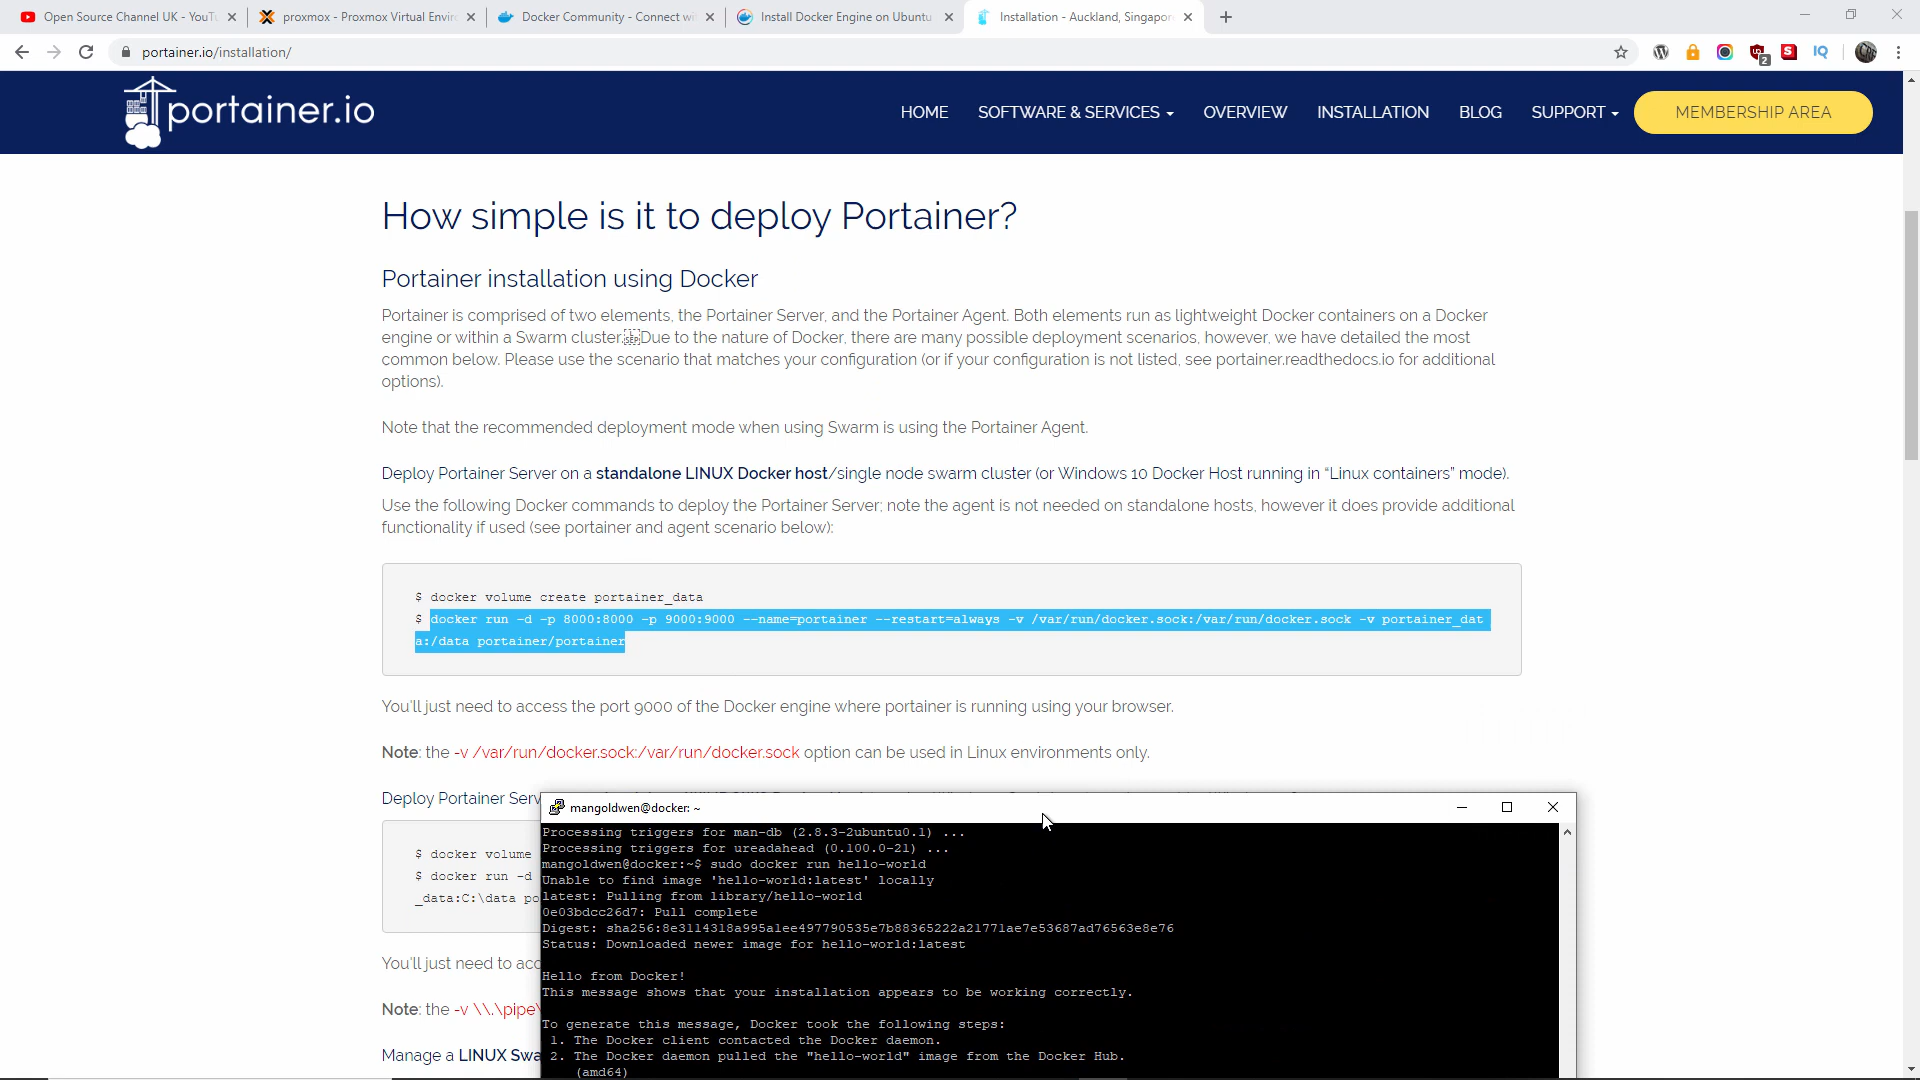 Open Source Channel UK - YouTu
proxmox - Proxmox Virtual Enviro
Docker Community - Connect wi
Install Docker Engine on Ubuntu
Installation - Auckland, Singapor
portainer.io/installation/
2
IQ
portainer.io
HOME
SOFTWARE & SERVICES
OVERVIEW
INSTALLATION
BLOG
SUPPORT
MEMBERSHIP AREA
How simple is it to deploy Portainer?
Portainer installation using Docker
Portainer is comprised of two elements, the Portainer Server, and the Portainer Agent. Both elements run as lightweight Docker containers on a Docker
engine or within a Swarm cluster.SEPDue to the nature of Docker, there are many possible deployment scenarios, however, we have detailed the most
common below. Please use the scenario that matches your configuration (or if your configuration is not listed, see portainer.readthedocs.io for additional
options).
Note that the recommended deployment mode when using Swarm is using the Portainer Agent.
Deploy Portainer Server on a standalone LINUX Docker host/single node swarm cluster (or Windows 10 Docker Host running in “Linux containers” mode).
Use the following Docker commands to deploy the Portainer Server; note the agent is not needed on standalone hosts, however it does provide additional
functionality if used (see portainer and agent scenario below):
$ docker volume create portainer_data
$ docker run -d -p 8000:8000 -p 9000:9000 --name=portainer --restart=always -v /var/run/docker.sock:/var/run/docker.sock -v portainer_dat
a:/data portainer/portainer
You'll just need to access the port 9000 of the Docker engine where portainer is running using your browser.
Note: the -v /var/run/docker.sock:/var/run/docker.sock option can be used in Linux environments only.
Deploy Portainer Serv
$ docker volume
$ docker run -d
_data:C:\data po
You'll just need to acc
Note: the -v \\.\pipe\
Manage a LINUX Swa
mangoldwen@docker: ~
Processing triggers for man-db (2.8.3-2ubuntu0.1) ...
Processing triggers for ureadahead (0.100.0-21) ...
mangoldwen@docker:~$ sudo docker run hello-world
Unable to find image 'hello-world:latest' locally
latest: Pulling from library/hello-world
0e03bdcc26d7: Pull complete
Digest: sha256:8e3114318a995a1ee497790535e7b88365222a21771ae7e53687ad76563e8e76
Status: Downloaded newer image for hello-world:latest
Hello from Docker!
This message shows that your installation appears to be working correctly.
To generate this message, Docker took the following steps:
1. The Docker client contacted the Docker daemon.
2. The Docker daemon pulled the "hello-world" image from the Docker Hub.
(amd64)